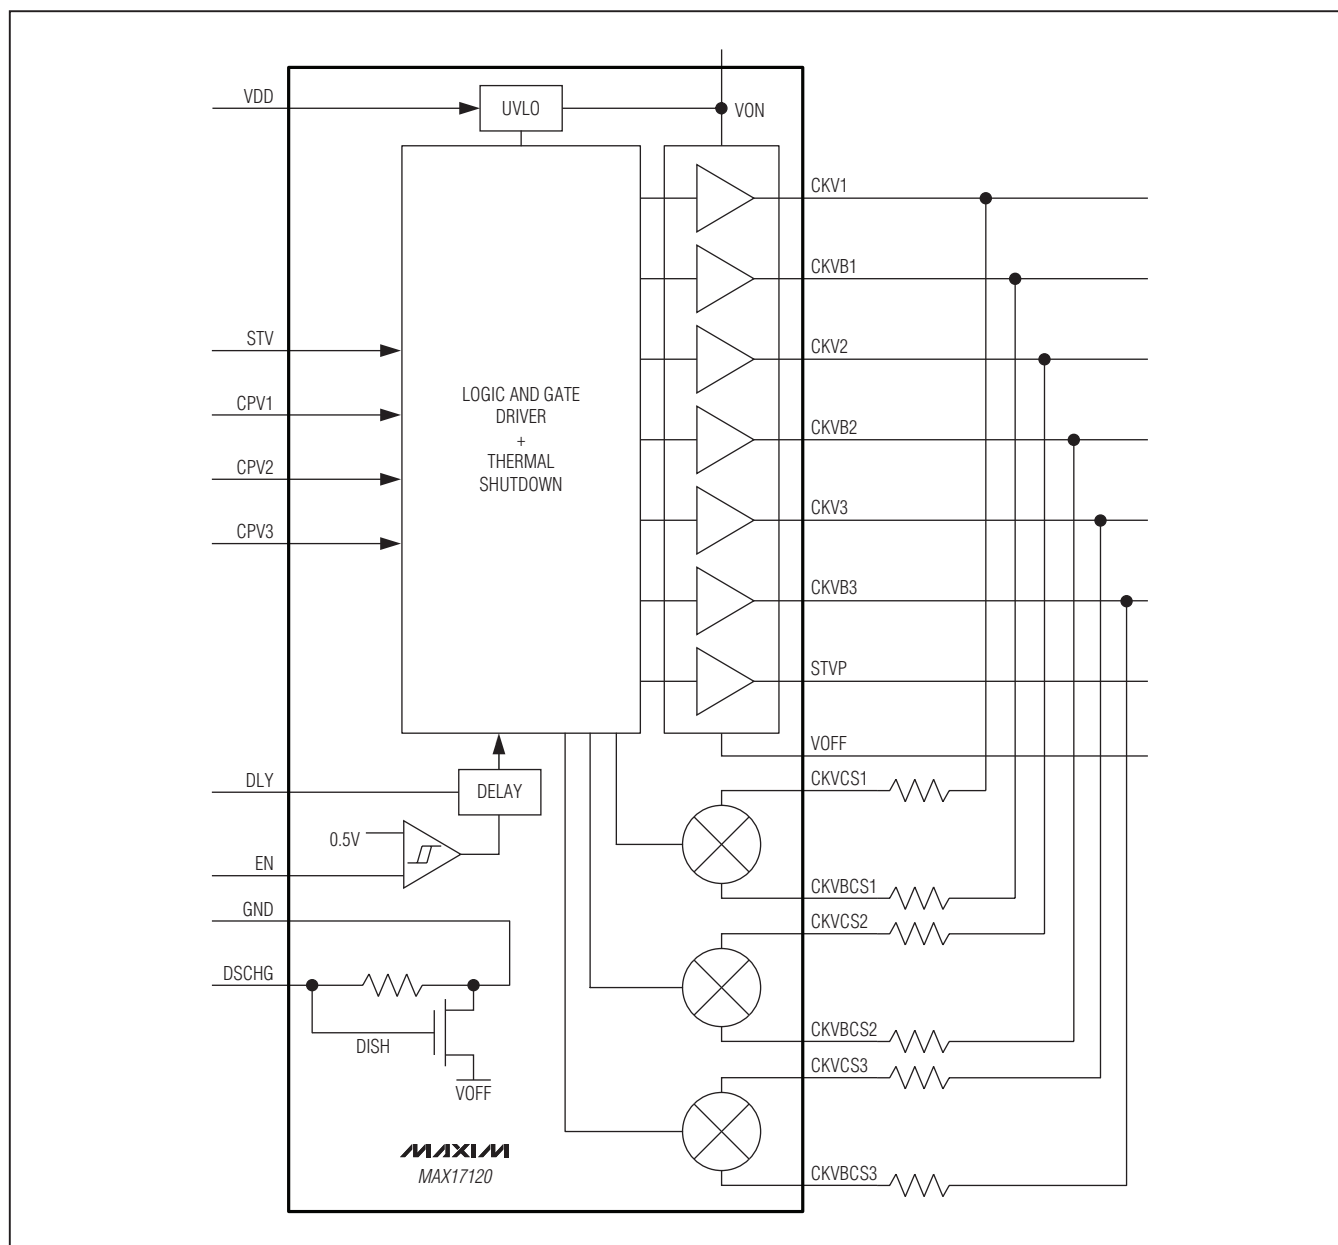 VDD
UVLO
VON
CKV1
CKVB1
STV
CKV2
CPV1
LOGIC AND GATE
DRIVER
+
THERMAL
SHUTDOWN
CKVB2
CPV2
CPV3
CKV3
CKVB3
STVP
VOFF
DLY
DELAY
CKVCS1
0.5V
EN
CKVBCS1
GND
CKVCS2
DSCHG
DISH
CKVBCS2
CKVCS3
VOFF
MAXIM
MAX17120
CKVBCS3